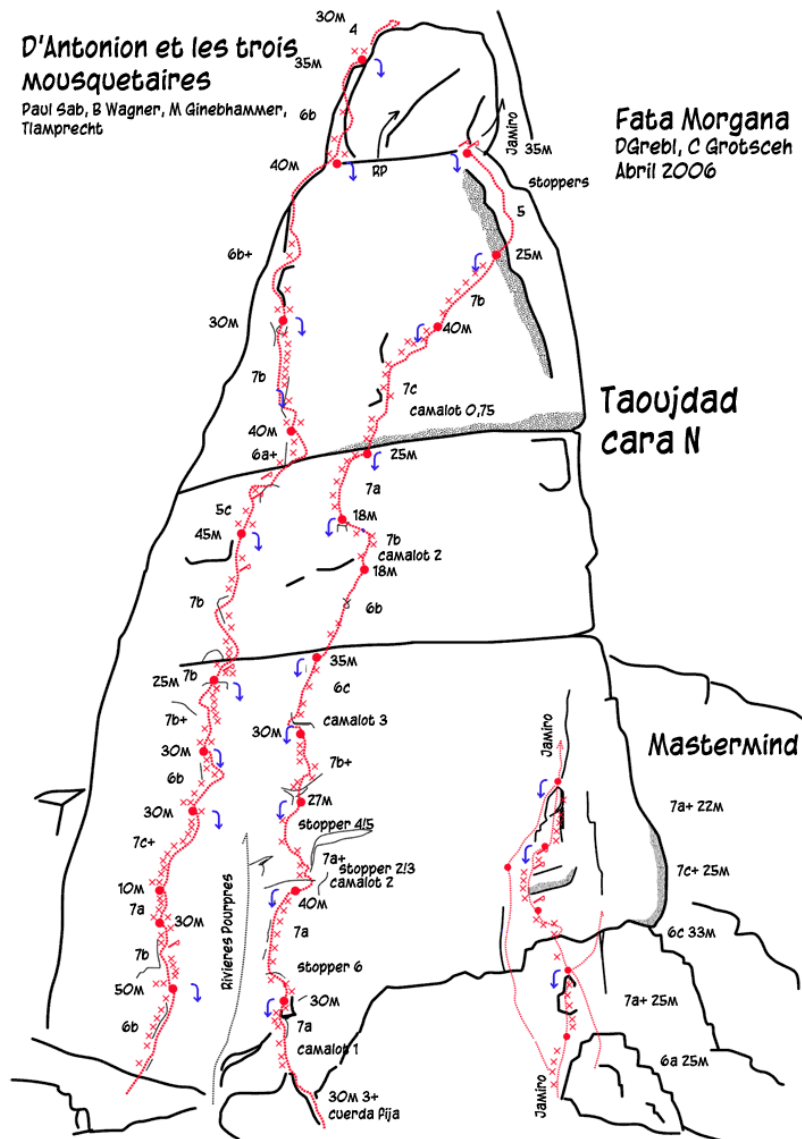 30M
4
D'Antonion et les trois
mousquetaires
Paul Sab, B Wagner, M Ginebhammer,
Tlamprecht
35M
6b
40M
RP
Jamiro
35M
Fata Morgana
DGrebl, C Grotsceh
Abril 2006
stoppers
5
25M
6b+
7b
30M
40M
7b
7c
camalot 0,75
Taoujdad
cara N
40M
6a+
25M
7a
5c
18M
45M
7b
camalot 2
18M
7b
6b
35M
7b
25M
6c
7b+
camalot 3
30M
30M
Jamiro
Mastermind
6b
7b+
30M
27M
7a+ 22M
stopper 4/5
7c+
7a+
stopper 2/3
camalot 2
7c+ 25M
10M
40M
7a
30M
Rivieres Pourpres
7a
6c 33M
7b
stopper 6
50M
30M
7a+ 25M
6b
7a
camalot 1
6a 25M
Jamiro
30M 3+
cuerda fija